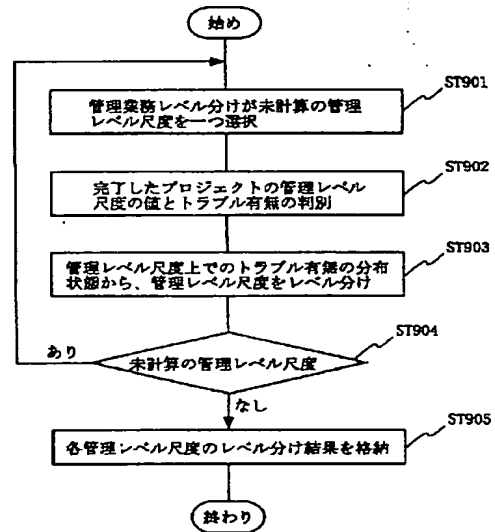 始め
ST901
管理業務レベル分けが未計算の管理
レベル尺度を一つ選択
ST902
完了したプロジェクトの管理レベル
尺度の値とトラブル有無の判別
ST903
管理レベル尺度上でのトラブル有無の分布
状態から、管理レベル尺度をレベル分け
ST904
あり
未計算の管理レベル尺度
なし
ST905
各管理レベル尺度のレベル分け結果を格納
終わり